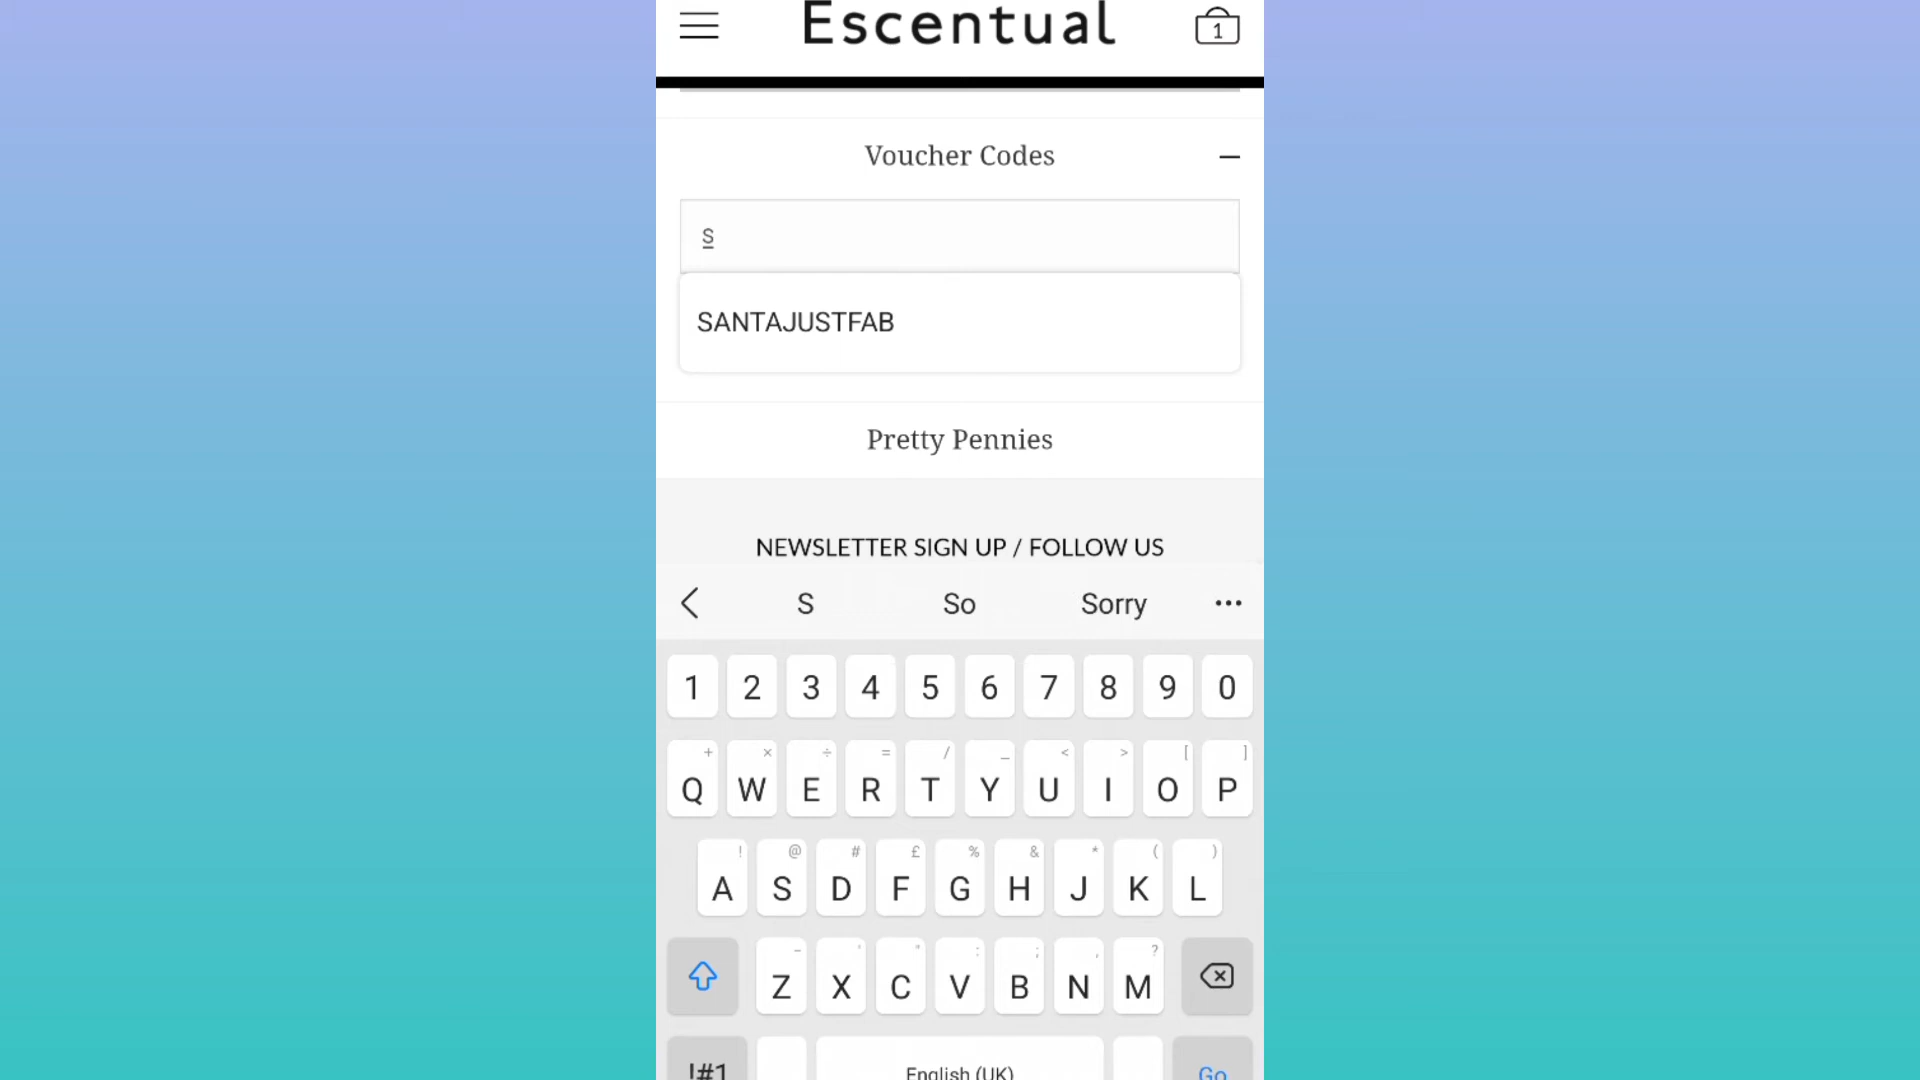 Escentual
1
Voucher Codes
s
SANTAJUSTFAB
Pretty Pennies
NEWSLETTER SIGN UP / FOLLOW US
S So Sorry
1 2 3 4 5 6 7 8 9 0
+ × ÷ = / _ < > [ ]
Q W E R T Y U I O P
! @ # £ % & * ( )
A S D F G H J K L
- ' " : ; , ?
Z X C V B N M
!#1 English (UK) Go